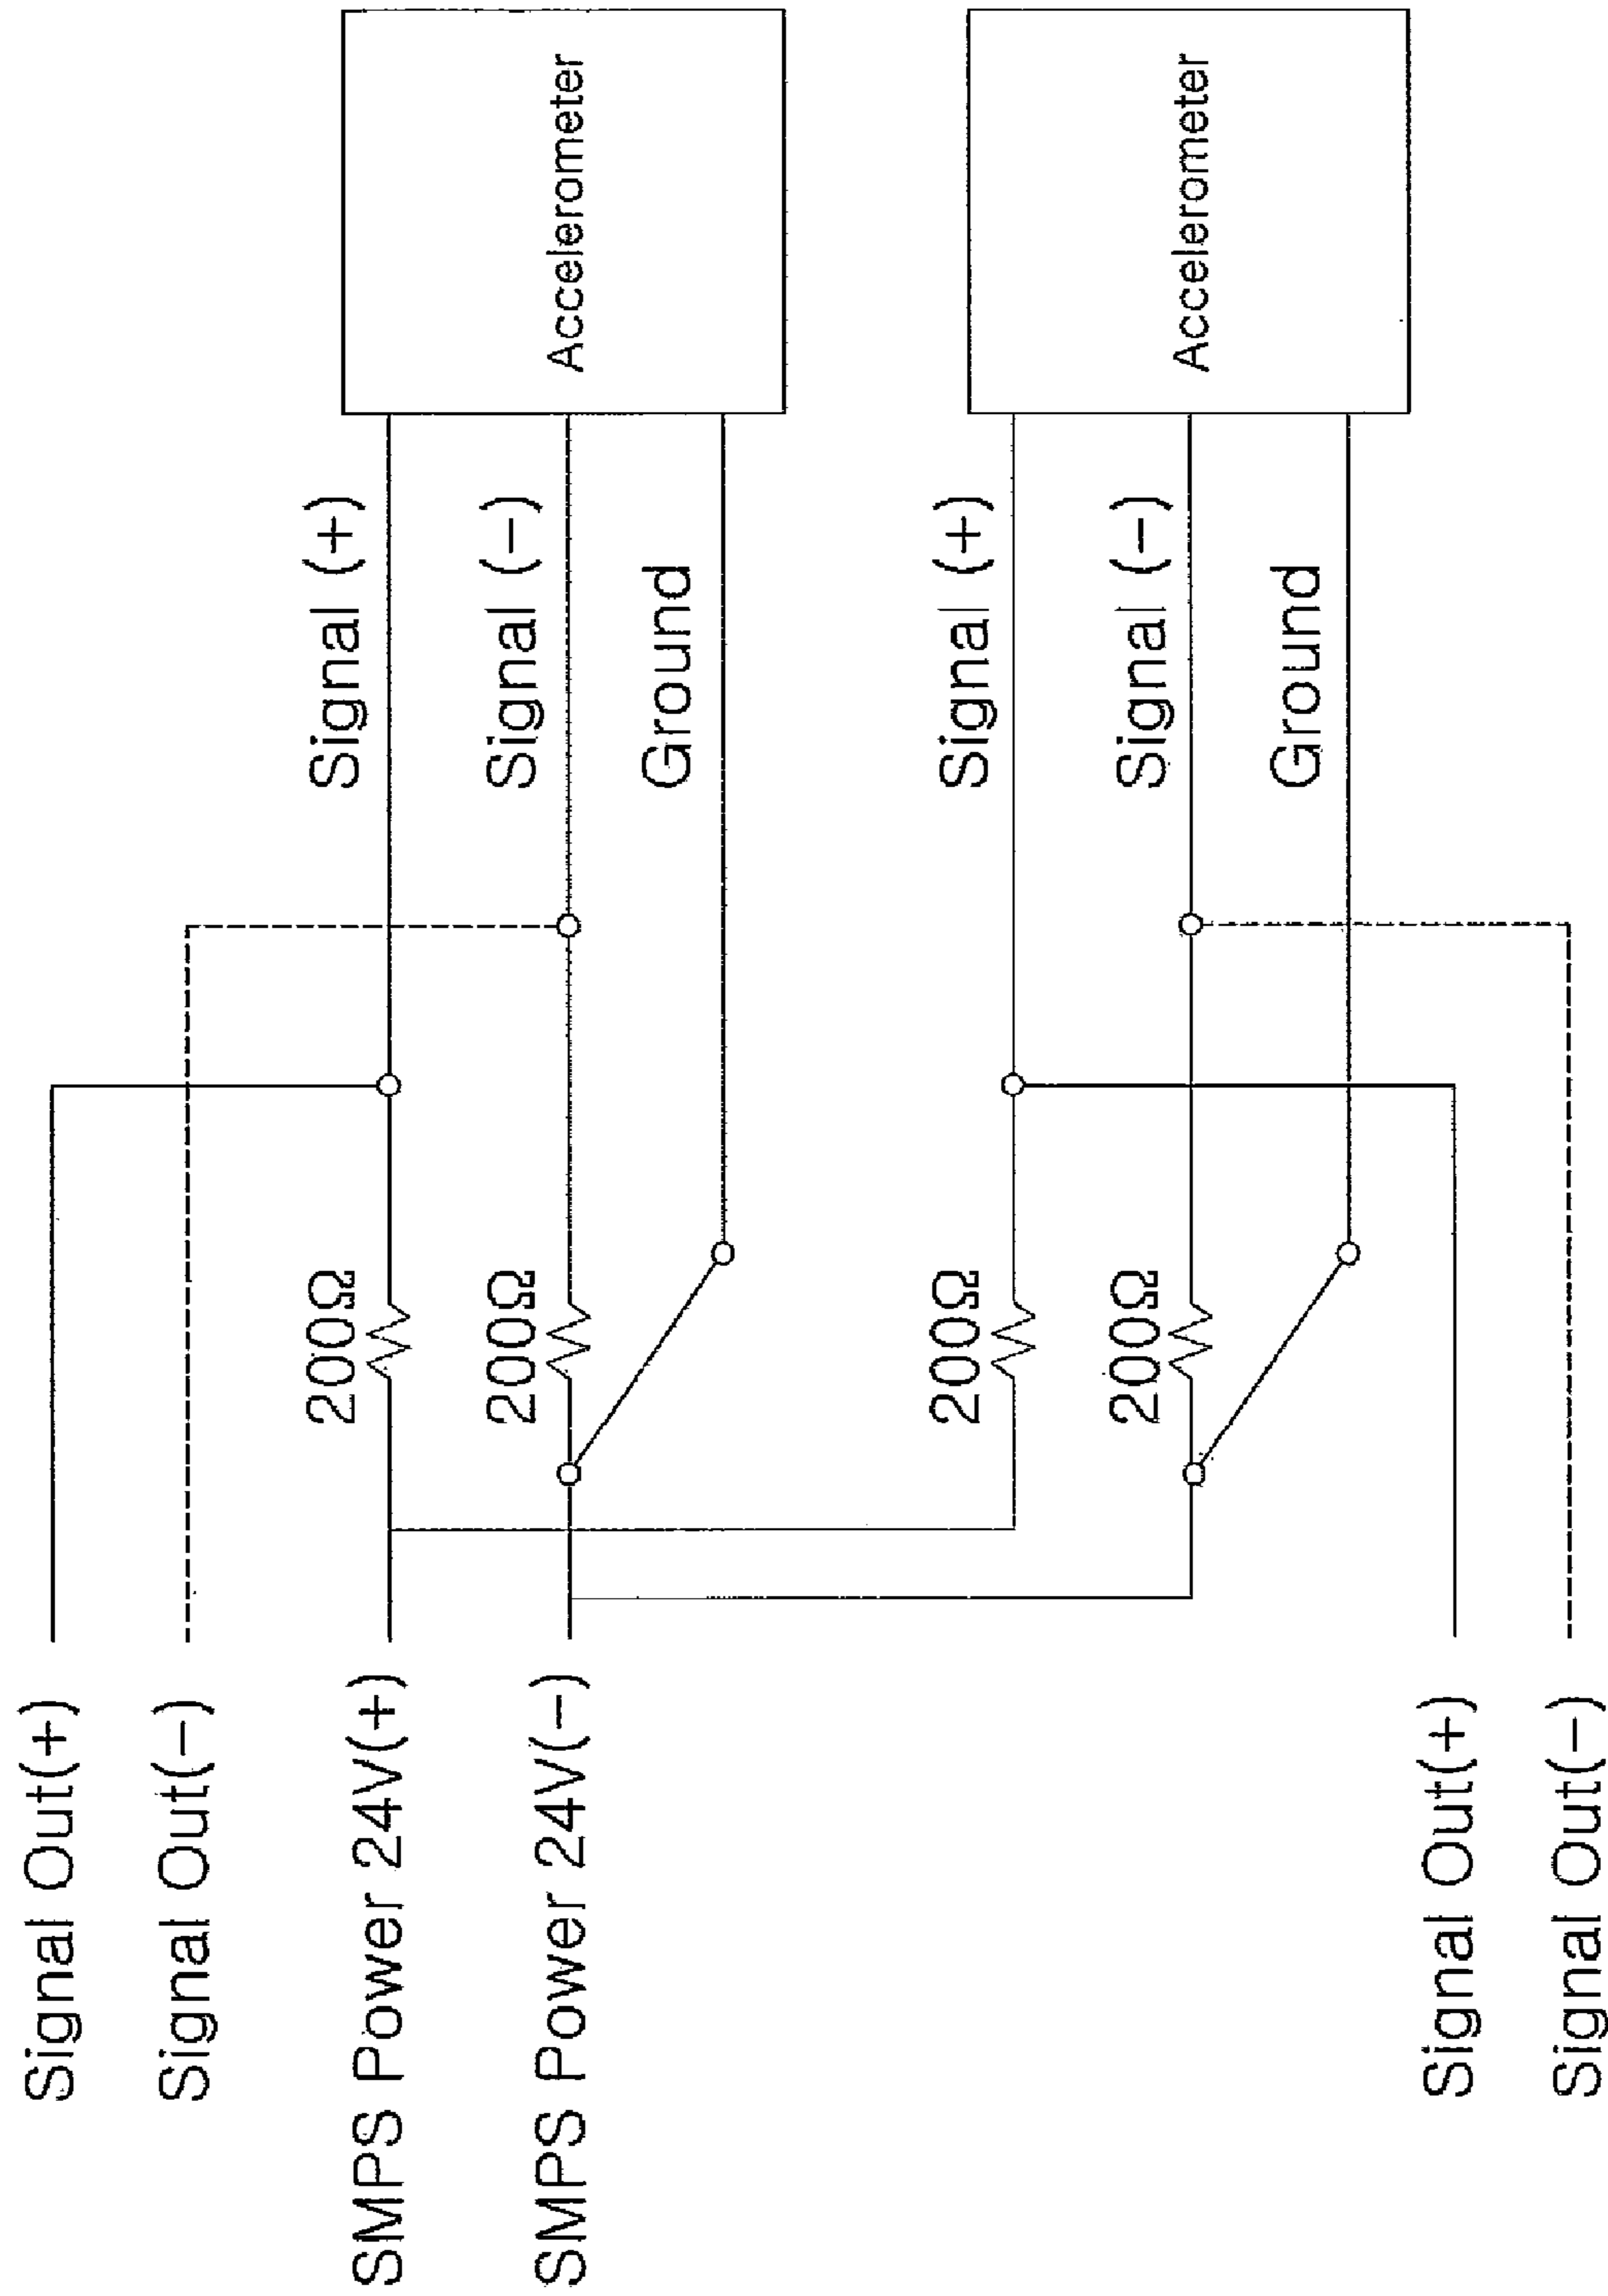 Signal Out(+)
Signal Out(−)
SMPS Power 24V(+)
SMPS Power 24V(−)
200Ω
200Ω
Signal (+)
Signal (−)
Ground
Accelerometer
200Ω
200Ω
Signal (+)
Signal (−)
Ground
Accelerometer
Signal Out(+)
Signal Out(−)